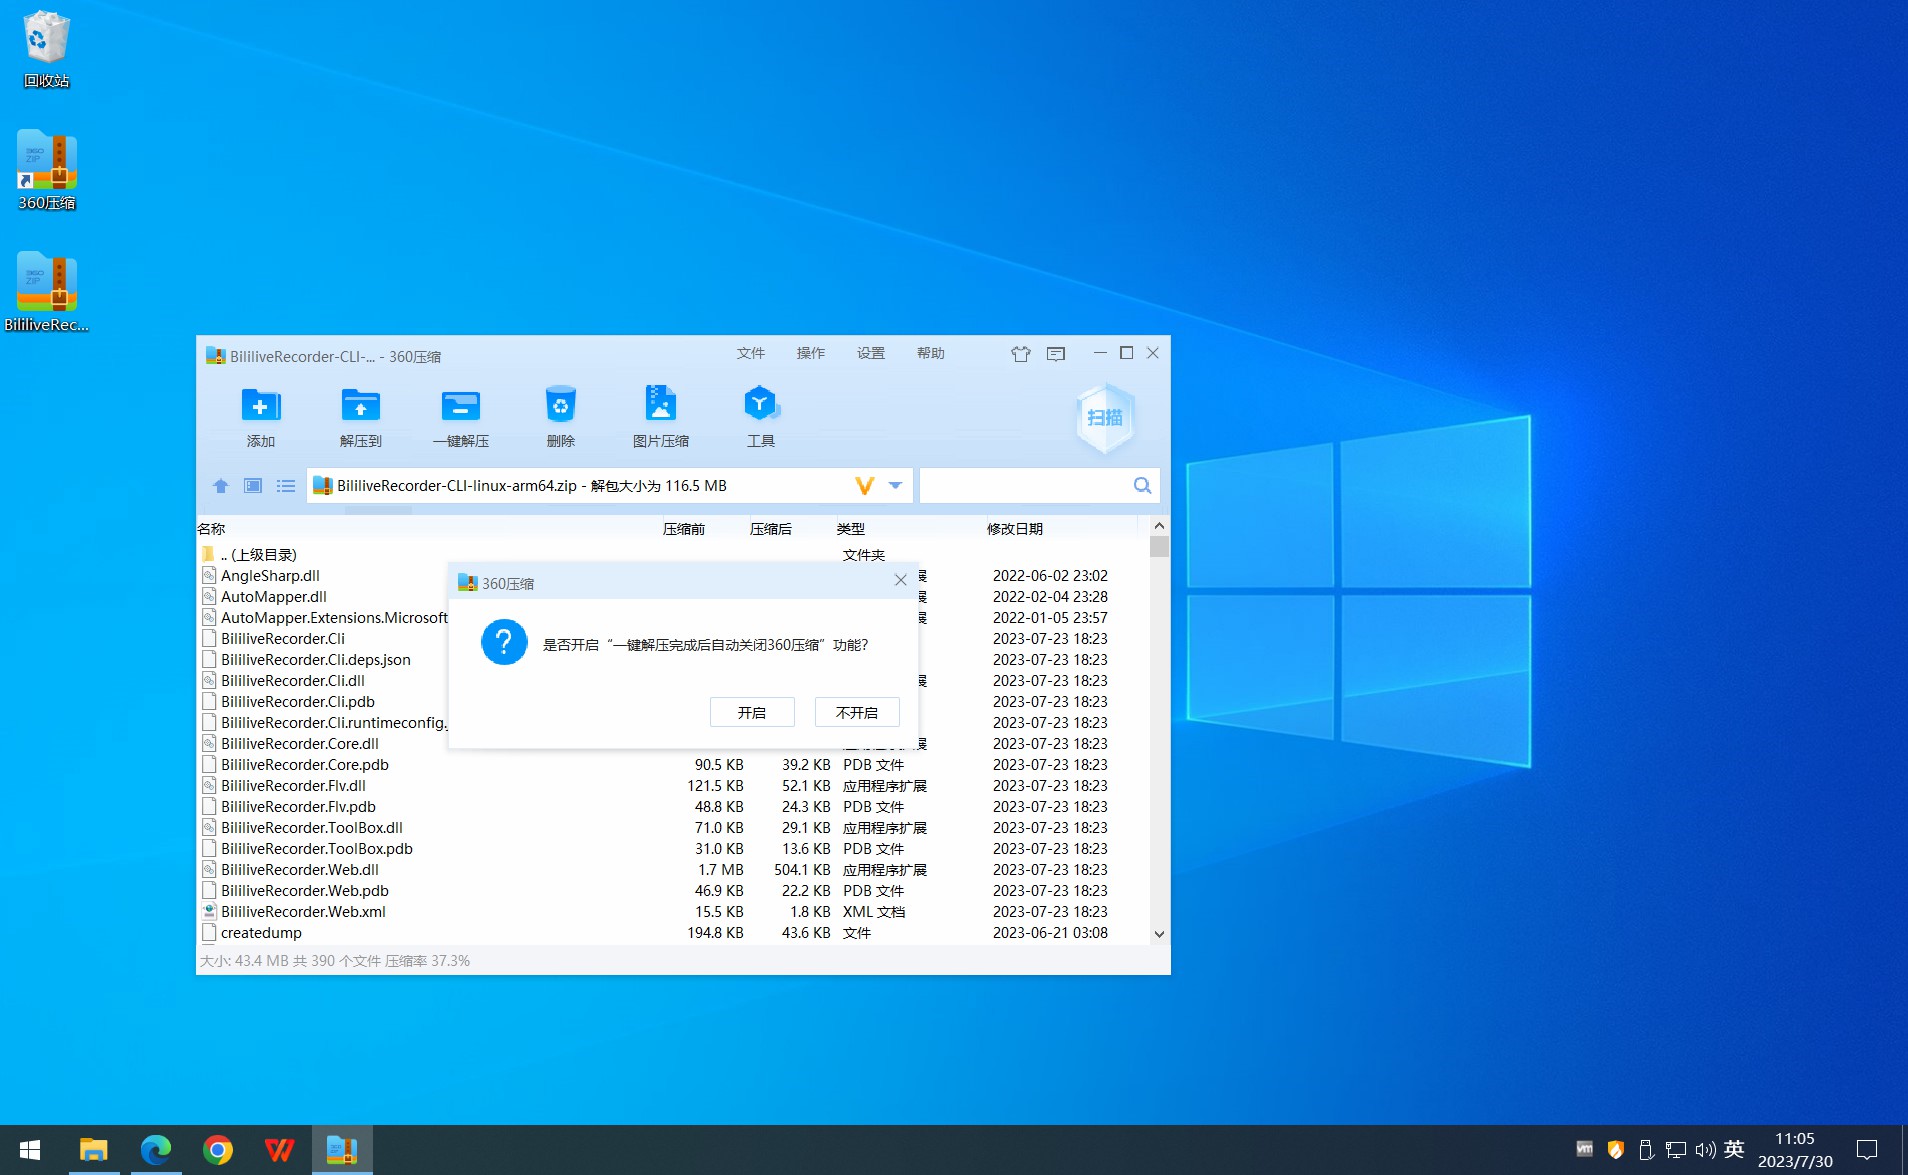 回收站
360压缩
BililiveRec...
BililiveRecorder-CLI-... - 360压缩
文件 操作 设置 帮助
添加 解压到 一键解压 删除 图片压缩 工具 扫描
BililiveRecorder-CLI-linux-arm64.zip - 解包大小为 116.5 MB
名称 压缩前 压缩后 类型 修改日期
.. (上级目录) 文件夹
AngleSharp.dll 展 2022-06-02 23:02
AutoMapper.dll 展 2022-02-04 23:28
AutoMapper.Extensions.Microsoft 展 2022-01-05 23:57
BililiveRecorder.Cli 2023-07-23 18:23
BililiveRecorder.Cli.deps.json 2023-07-23 18:23
BililiveRecorder.Cli.dll 展 2023-07-23 18:23
BililiveRecorder.Cli.pdb 2023-07-23 18:23
BililiveRecorder.Cli.runtimeconfig. 2023-07-23 18:23
BililiveRecorder.Core.dll 应用程序扩展 2023-07-23 18:23
BililiveRecorder.Core.pdb 90.5 KB 39.2 KB PDB 文件 2023-07-23 18:23
BililiveRecorder.Flv.dll 121.5 KB 52.1 KB 应用程序扩展 2023-07-23 18:23
BililiveRecorder.Flv.pdb 48.8 KB 24.3 KB PDB 文件 2023-07-23 18:23
BililiveRecorder.ToolBox.dll 71.0 KB 29.1 KB 应用程序扩展 2023-07-23 18:23
BililiveRecorder.ToolBox.pdb 31.0 KB 13.6 KB PDB 文件 2023-07-23 18:23
BililiveRecorder.Web.dll 1.7 MB 504.1 KB 应用程序扩展 2023-07-23 18:23
BililiveRecorder.Web.pdb 46.9 KB 22.2 KB PDB 文件 2023-07-23 18:23
BililiveRecorder.Web.xml 15.5 KB 1.8 KB XML 文档 2023-07-23 18:23
createdump 194.8 KB 43.6 KB 文件 2023-06-21 03:08
大小: 43.4 MB 共 390 个文件 压缩率 37.3%
360压缩
是否开启“一键解压完成后自动关闭360压缩”功能?
开启 不开启
vm 英 11:05
2023/7/30